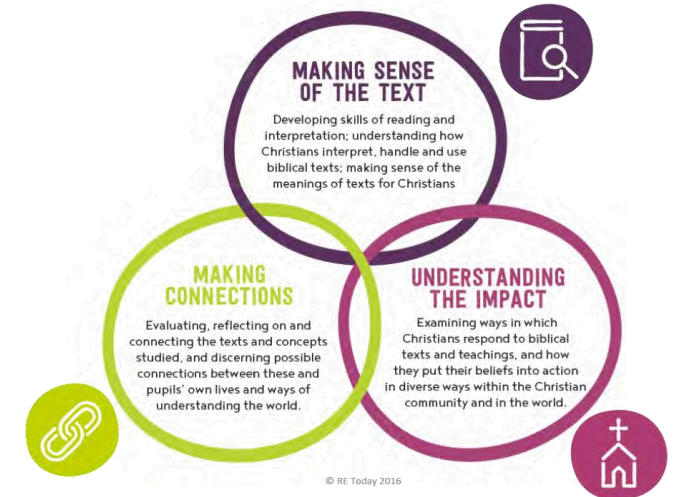 MAKING SENSE
OF THE TEXT
Developing skills of reading and
interpretation; understanding how
Christians interpret, handle and use
biblical texts; making sense of the
meanings of texts for Christians
MAKING
CONNECTIONS
Evaluating, reflecting on and
connecting the texts and concepts
studied, and discerning possible
connections between these and
pupils' own lives and ways of
understanding the world.
UNDERSTANDING
THE IMPACT
Examining ways in which
Christians respond to biblical
texts and teachings, and how
they put their beliefs into action
in diverse ways within the Christian
community and in the world.
© RE Today 2016